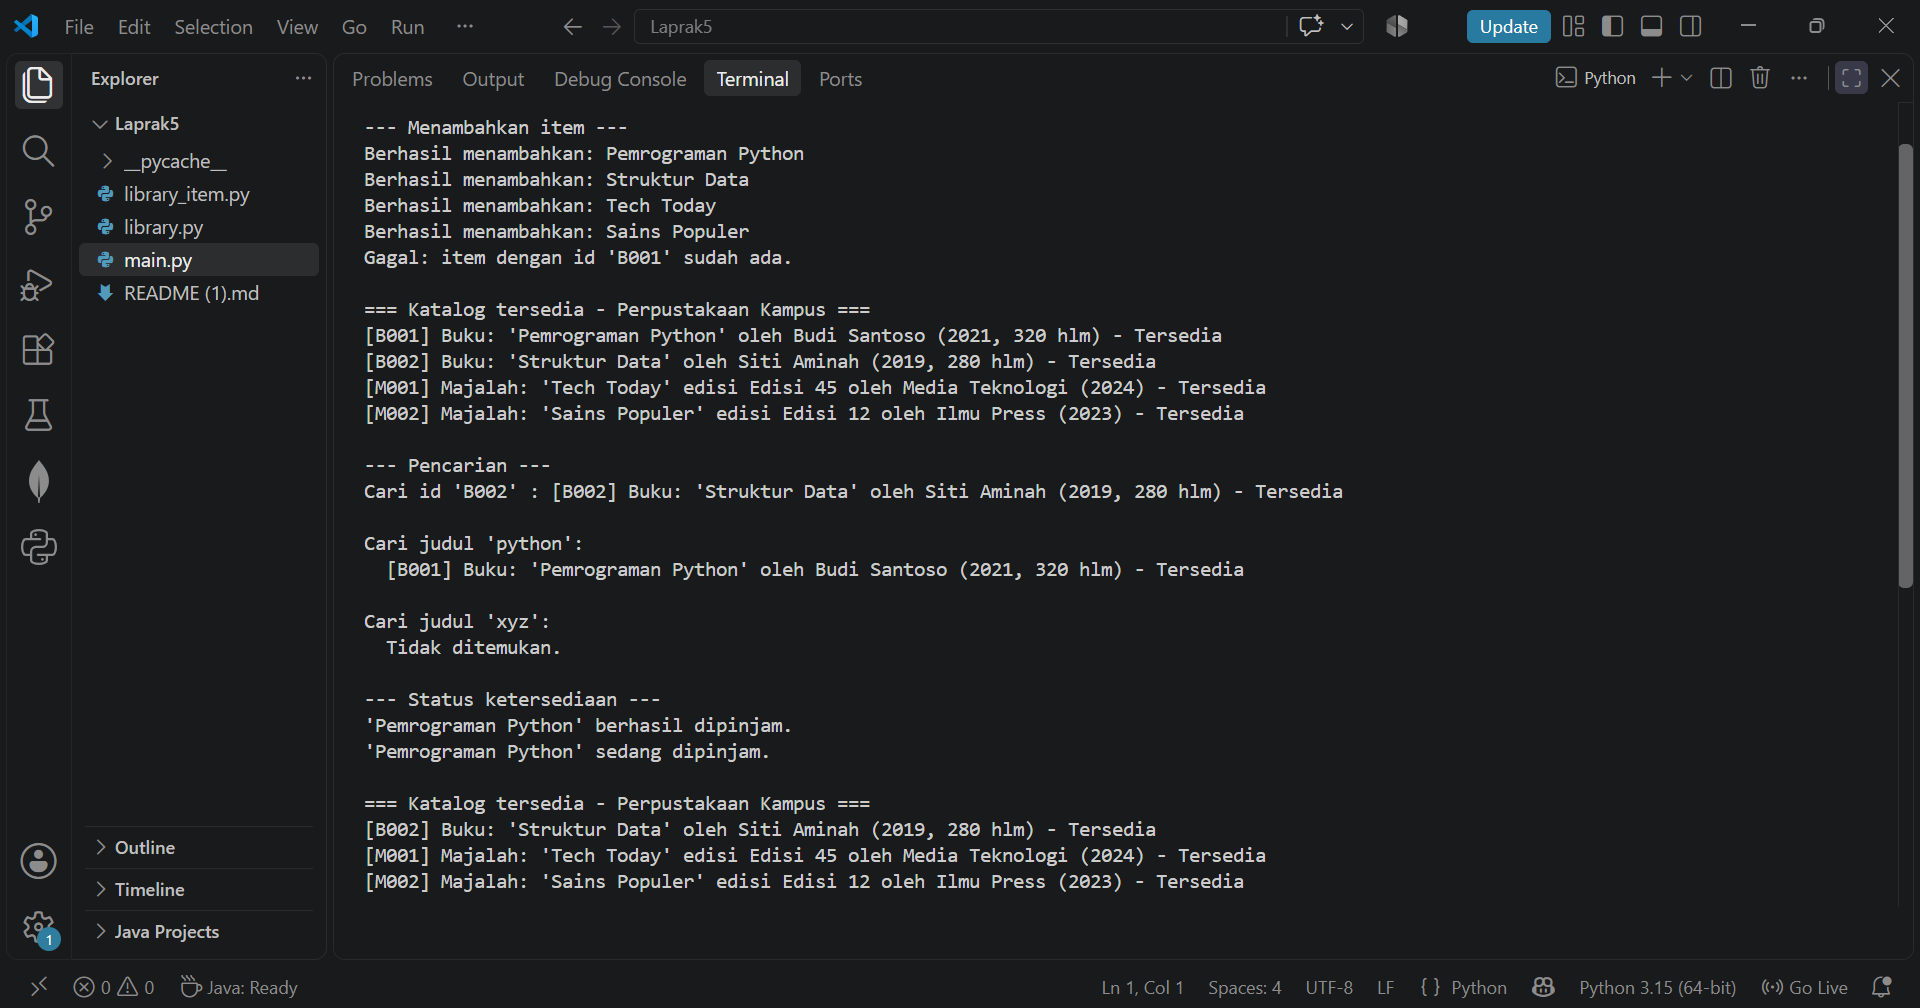 File Edit Selection View Go Run ··· Laprak5 Update
Explorer ···
Laprak5
__pycache__
library_item.py
library.py
main.py
README (1).md
Outline
Timeline
Java Projects
Problems Output Debug Console Terminal Ports Python ···
--- Menambahkan item ---
Berhasil menambahkan: Pemrograman Python
Berhasil menambahkan: Struktur Data
Berhasil menambahkan: Tech Today
Berhasil menambahkan: Sains Populer
Gagal: item dengan id 'B001' sudah ada.
=== Katalog tersedia - Perpustakaan Kampus ===
[B001] Buku: 'Pemrograman Python' oleh Budi Santoso (2021, 320 hlm) - Tersedia
[B002] Buku: 'Struktur Data' oleh Siti Aminah (2019, 280 hlm) - Tersedia
[M001] Majalah: 'Tech Today' edisi Edisi 45 oleh Media Teknologi (2024) - Tersedia
[M002] Majalah: 'Sains Populer' edisi Edisi 12 oleh Ilmu Press (2023) - Tersedia
--- Pencarian ---
Cari id 'B002' : [B002] Buku: 'Struktur Data' oleh Siti Aminah (2019, 280 hlm) - Tersedia
Cari judul 'python':
[B001] Buku: 'Pemrograman Python' oleh Budi Santoso (2021, 320 hlm) - Tersedia
Cari judul 'xyz':
Tidak ditemukan.
--- Status ketersediaan ---
'Pemrograman Python' berhasil dipinjam.
'Pemrograman Python' sedang dipinjam.
=== Katalog tersedia - Perpustakaan Kampus ===
[B002] Buku: 'Struktur Data' oleh Siti Aminah (2019, 280 hlm) - Tersedia
[M001] Majalah: 'Tech Today' edisi Edisi 45 oleh Media Teknologi (2024) - Tersedia
[M002] Majalah: 'Sains Populer' edisi Edisi 12 oleh Ilmu Press (2023) - Tersedia
1
0 0 Java: Ready Ln 1, Col 1 Spaces: 4 UTF-8 LF { } Python Python 3.15 (64-bit) Go Live